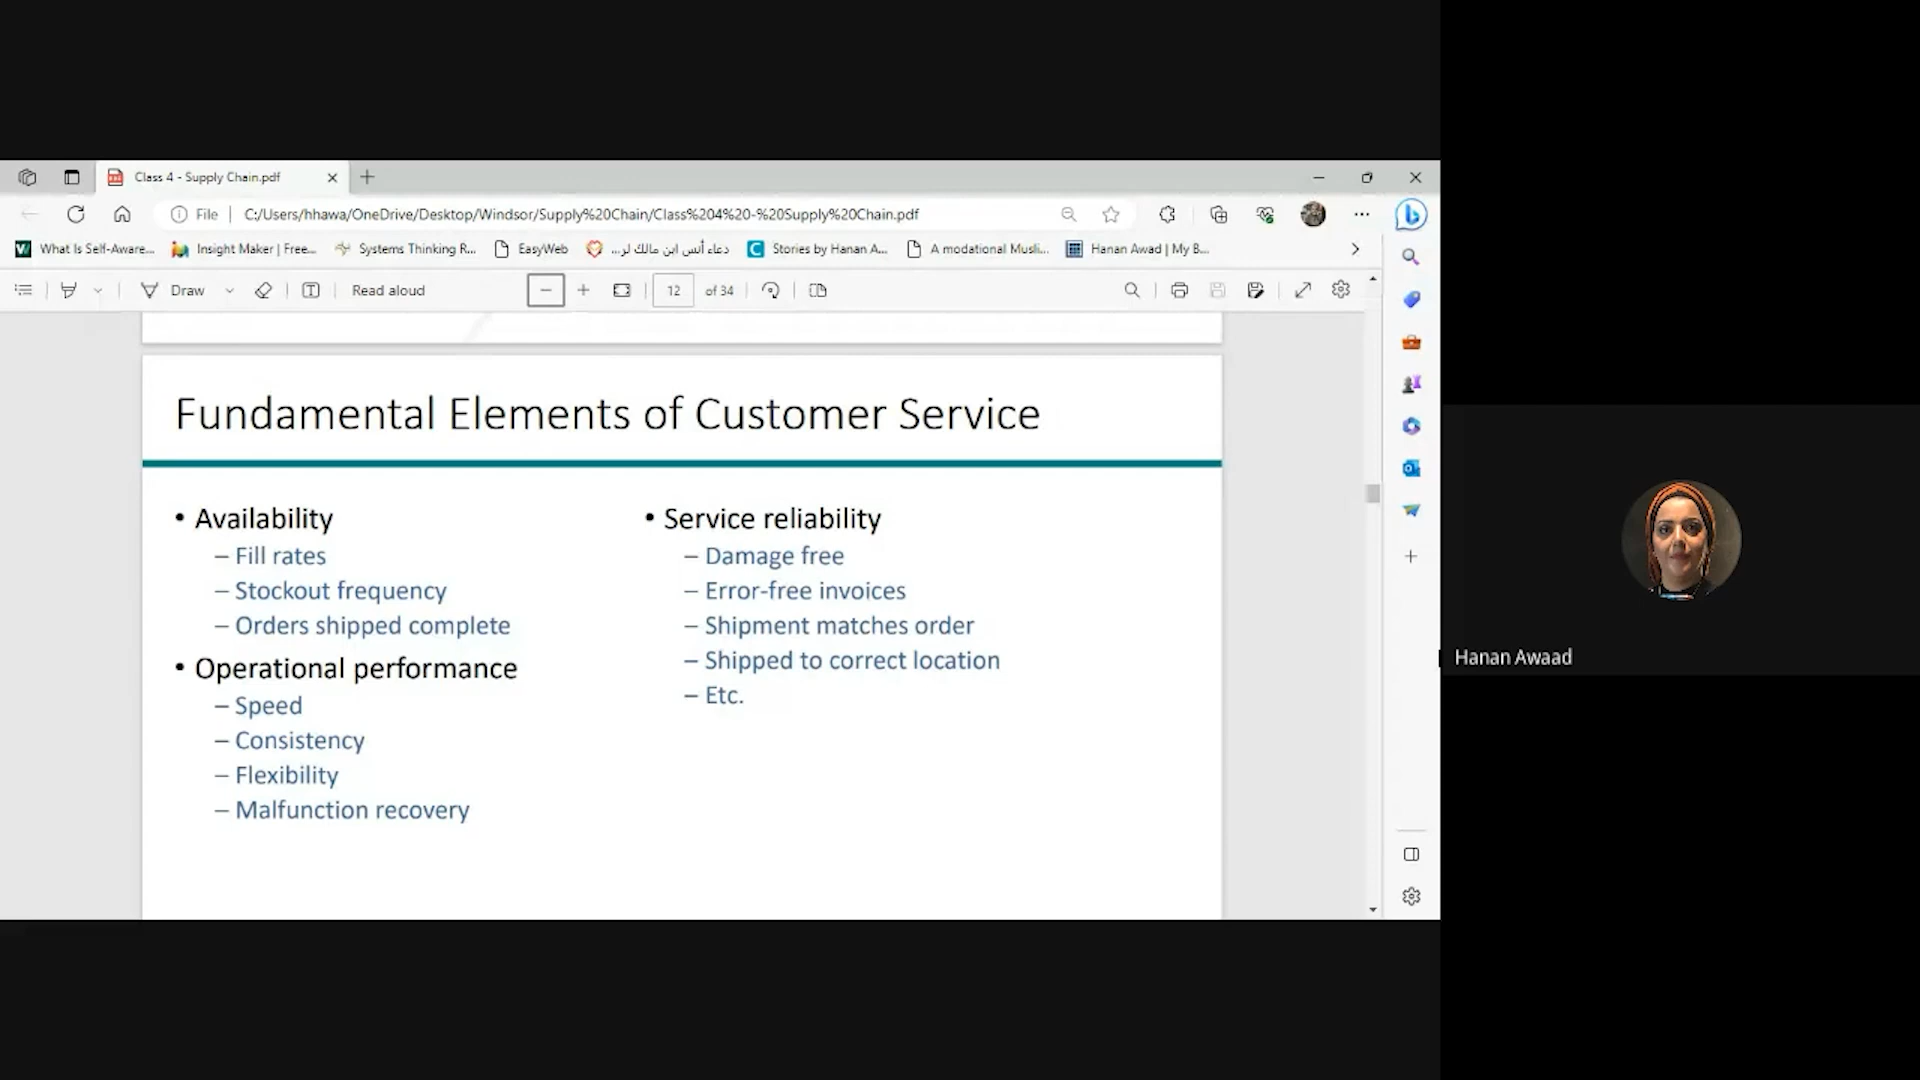 Class 4 - Supply Chain.pdf
File
C:/Users/hhawa/OneDrive/Desktop/Windsor/Supply%20Chain/Class%204%20-%20Supply%20Chain.pdf
What Is Self-Aware...
Insight Maker | Free...
Systems Thinking R...
EasyWeb
دعاء أنس ابن مالك لر...
Stories by Hanan A...
A modational Musli...
Hanan Awad | My B...
Draw
Read aloud
12 of 34
Fundamental Elements of Customer Service
• Availability
– Fill rates
– Stockout frequency
– Orders shipped complete
• Operational performance
– Speed
– Consistency
– Flexibility
– Malfunction recovery
• Service reliability
– Damage free
– Error-free invoices
– Shipment matches order
– Shipped to correct location
– Etc.
Hanan Awaad